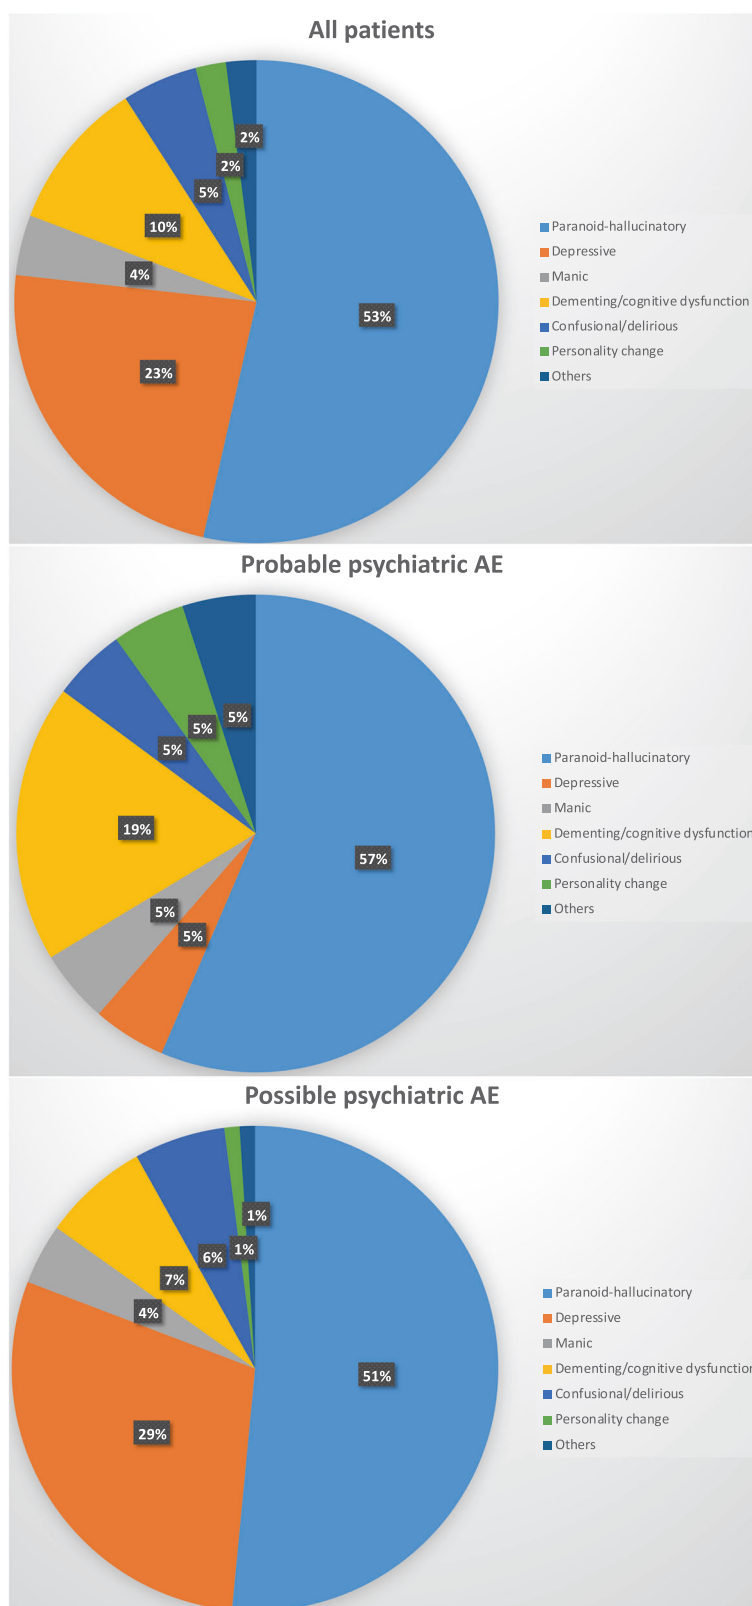 All patients
2%
2%
5%
10%
4%
53%
23%
Paranoid-hallucinatory
Depressive
Manic
Dementing/cognitive dysfunction
Confusional/delirious
Personality change
Others
Probable psychiatric AE
5%
5%
5%
19%
57%
5%
5%
Paranoid-hallucinatory
Depressive
Manic
Dementing/cognitive dysfunction
Confusional/delirious
Personality change
Others
Possible psychiatric AE
1%
1%
6%
7%
4%
51%
29%
Paranoid-hallucinatory
Depressive
Manic
Dementing/cognitive dysfunction
Confusional/delirious
Personality change
Others